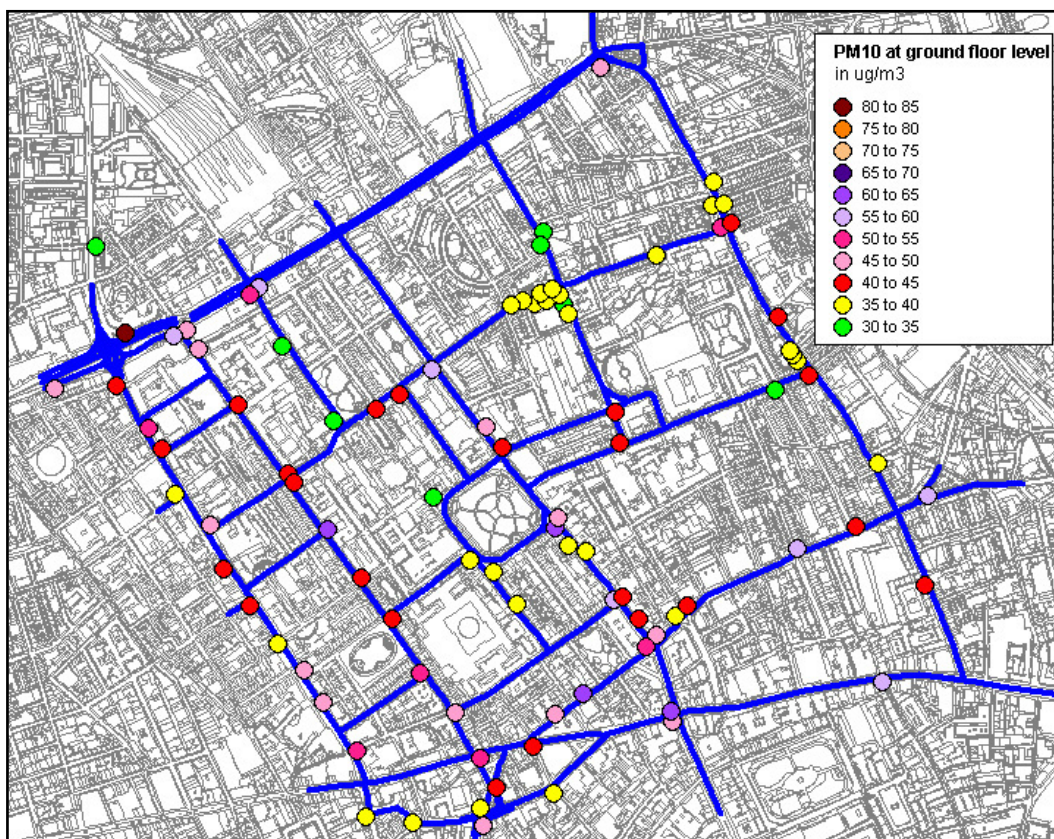 PM10 at ground floor level
in ug/m3
80 to 85
75 to 80
70 to 75
65 to 70
60 to 65
55 to 60
50 to 55
45 to 50
40 to 45
35 to 40
30 to 35